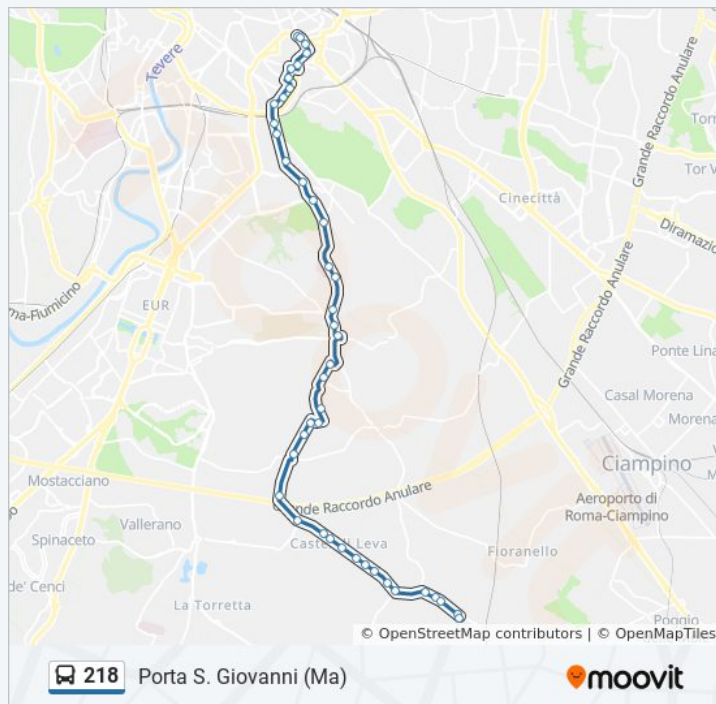 Tevere
Grande Raccordo Anulare
Torr
Tor V
Cinecittà
Diramazio
ma-Fiumicino
EUR
Grande Raccordo Anulare
Ponte Lina
Casal Morena
Morena
Ciampino
Mostacciano
Grande Raccordo Anulare
Aeroporto di
Roma-Ciampino
Vallerano
Spinaceto
Castel di Leva
Fioranello
de' Cenci
La Torretta
Poggio
© OpenStreetMap contributors | © OpenMapTiles
218 Porta S. Giovanni (Ma) moovit